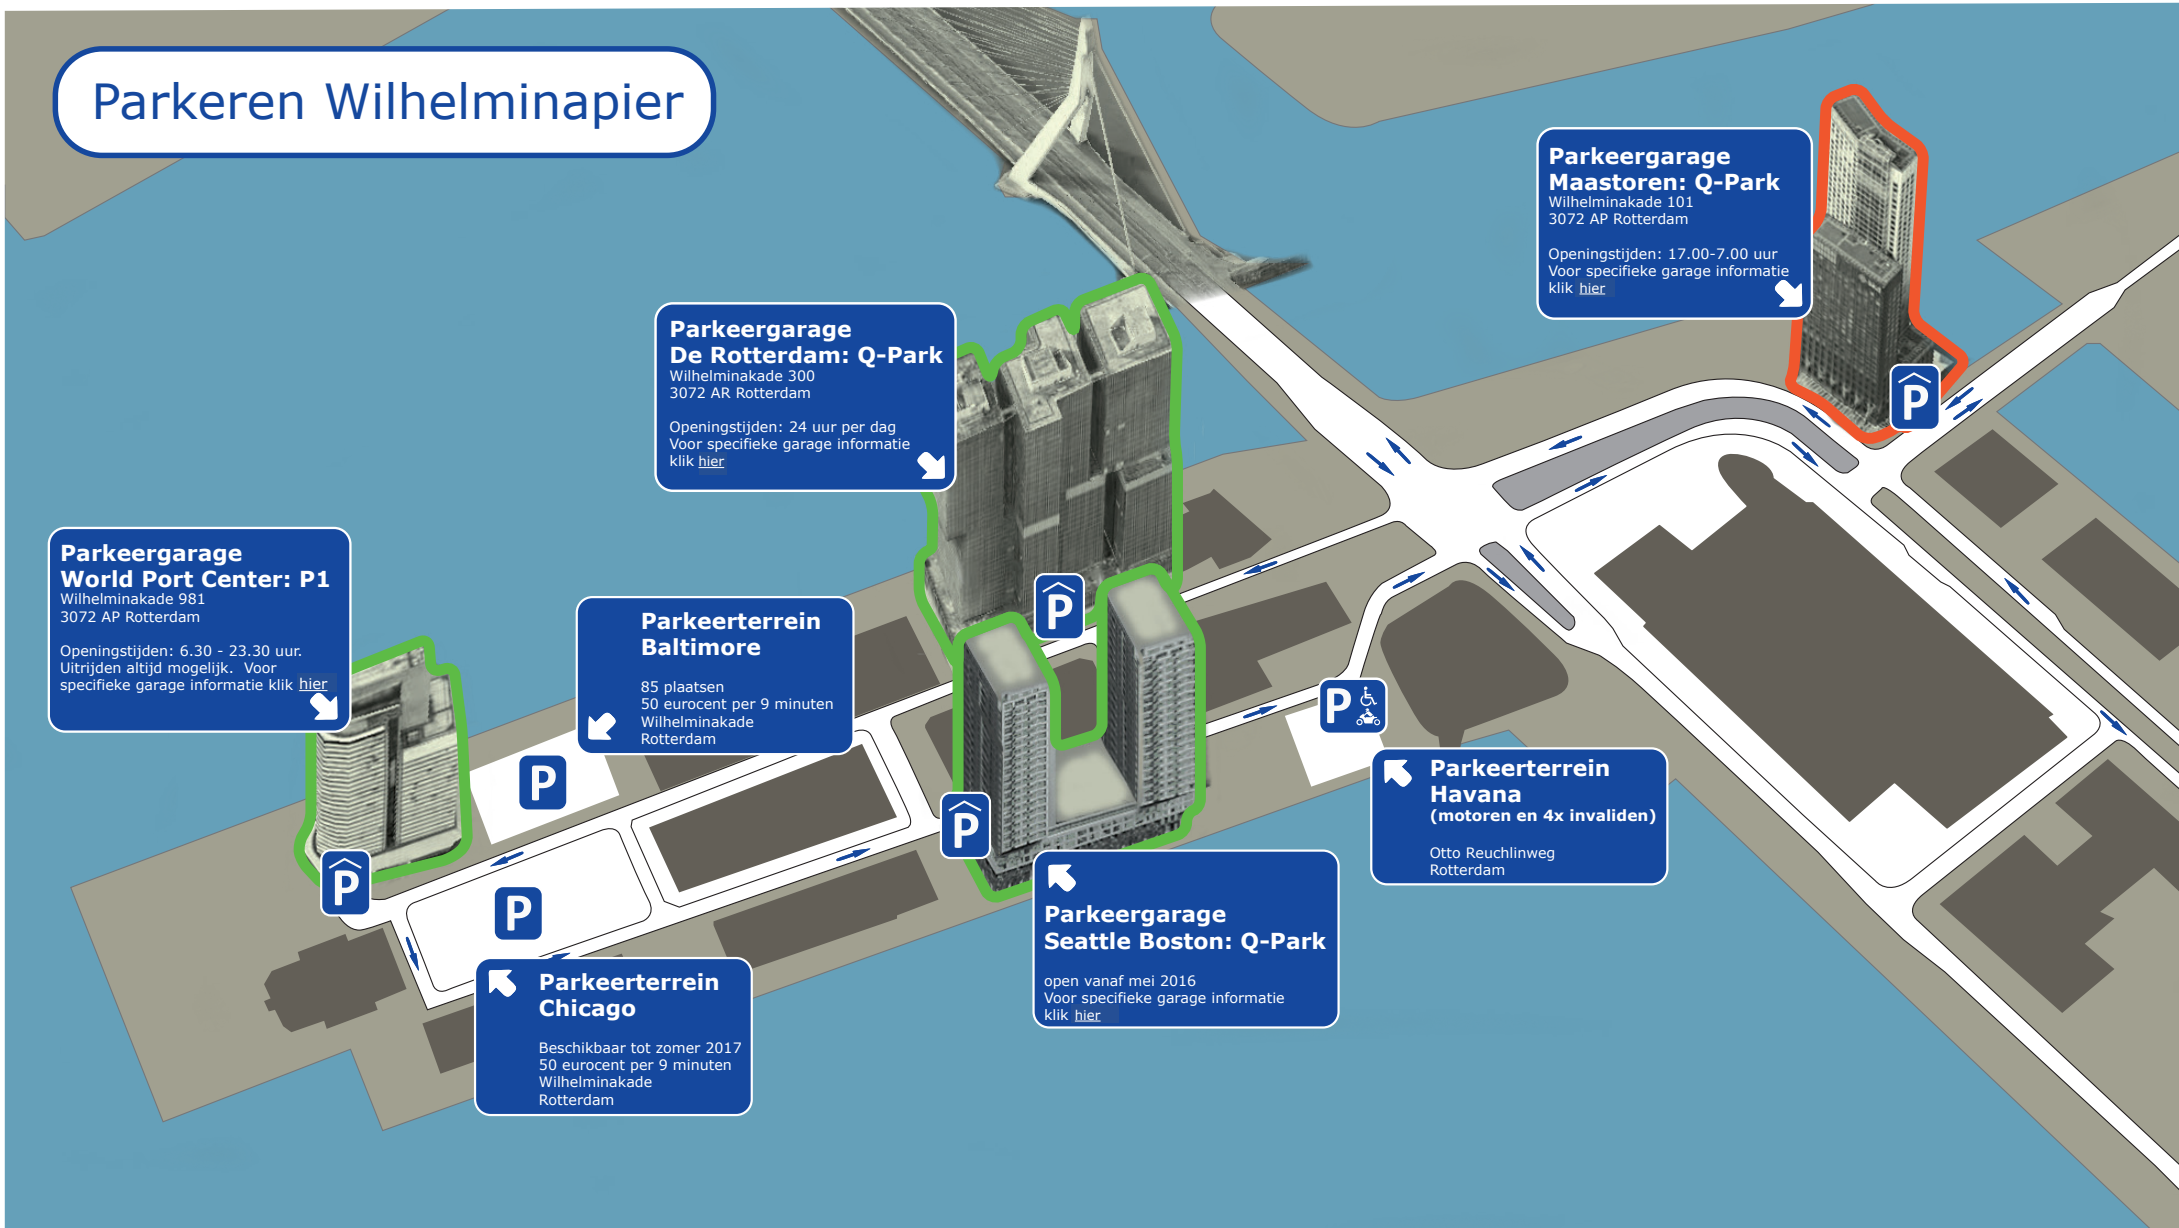 Parkeren Wilhelminapier
Parkeergarage
Maastoren: Q-Park
Wilhelminakade 101
3072 AP Rotterdam
Openingstijden: 17.00-7.00 uur
Voor specifieke garage informatie
klik hier
P
Parkeergarage
De Rotterdam: Q-Park
Wilhelminakade 300
3072 AR Rotterdam
Openingstijden: 24 uur per dag
Voor specifieke garage informatie
klik hier
P
Parkeergarage
World Port Center: P1
Wilhelminakade 981
3072 AP Rotterdam
Openingstijden: 6.30 - 23.30 uur.
Uitrijden altijd mogelijk.  Voor
specifieke garage informatie klik hier
P
Parkeerterrein
Baltimore
85 plaatsen
50 eurocent per 9 minuten
Wilhelminakade
Rotterdam
P
P
Parkeerterrein
Havana
(motoren en 4x invaliden)
Otto Reuchlinweg
Rotterdam
P
Parkeergarage
Seattle Boston: Q-Park
open vanaf mei 2016
Voor specifieke garage informatie
klik hier
P
Parkeerterrein
Chicago
Beschikbaar tot zomer 2017
50 eurocent per 9 minuten
Wilhelminakade
Rotterdam